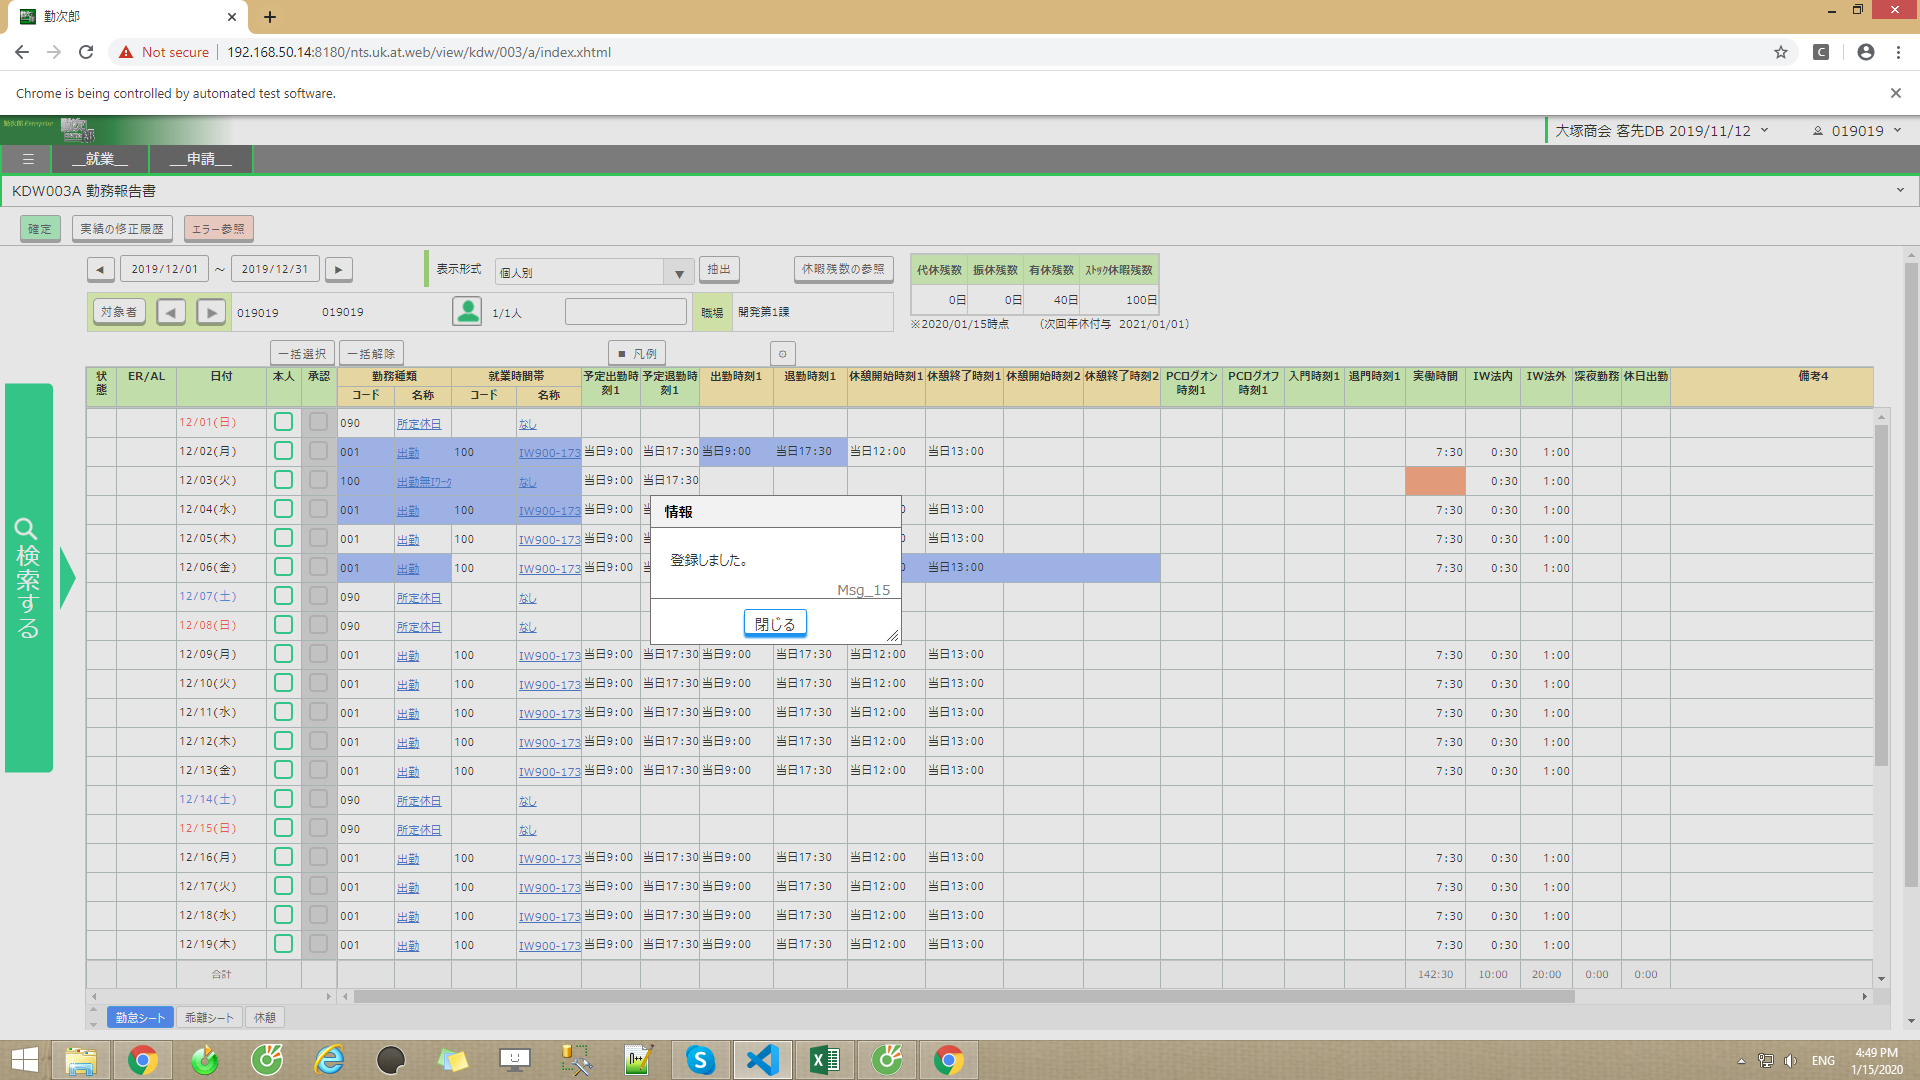 勤次郎
Not secure 192.168.50.14:8180/nts.uk.at.web/view/kdw/003/a/index.xhtml
Chrome is being controlled by automated test software.
勤次郎 Enterprise
大塚商会 客先DB 2019/11/12 019019
__就業__ __申請__
KDW003A 勤務報告書
確定 実績の修正履歴 エラー参照
◀ 2019/12/01 ～ 2019/12/31 ▶ 表示形式 個人別 ▼ 抽出 休暇残数の参照
代休残数 振休残数 有休残数 ストック休暇残数
0日 0日 40日 100日
※2020/01/15時点 (次回年休付与 2021/01/01)
対象者 ◀ ▶ 019019 019019 1/1人 職場 開発第1課
一括選択 一括解除 ■ 凡例
状態 ER/AL 日付 本人 承認 勤務種類 就業時間帯 予定出勤時刻1 予定退勤時刻1 出勤時刻1 退勤時刻1 休憩開始時刻1 休憩終了時刻1 休憩開始時刻2 休憩終了時刻2 PCログオン時刻1 PCログオフ時刻1 入門時刻1 退門時刻1 実働時間 IW法内 IW法外 深夜勤務 休日出勤 備考4
コード 名称 コード 名称
12/01(日) 090 所定休日 なし
12/02(月) 001 出勤 100 IW900-173 当日9:00 当日17:30 当日9:00 当日17:30 当日12:00 当日13:00 7:30 0:30 1:00
12/03(火) 100 出勤無エワーク なし 当日9:00 当日17:30 0:30 1:00
12/04(水) 001 出勤 100 IW900-173 当日9:00 当日13:00 7:30 0:30 1:00
12/05(木) 001 出勤 100 IW900-173 当日9:00 当日13:00 7:30 0:30 1:00
12/06(金) 001 出勤 100 IW900-173 当日9:00 当日13:00 7:30 0:30 1:00
12/07(土) 090 所定休日 なし
12/08(日) 090 所定休日 なし
12/09(月) 001 出勤 100 IW900-173 当日9:00 当日17:30 当日9:00 当日17:30 当日12:00 当日13:00 7:30 0:30 1:00
12/10(火) 001 出勤 100 IW900-173 当日9:00 当日17:30 当日9:00 当日17:30 当日12:00 当日13:00 7:30 0:30 1:00
12/11(水) 001 出勤 100 IW900-173 当日9:00 当日17:30 当日9:00 当日17:30 当日12:00 当日13:00 7:30 0:30 1:00
12/12(木) 001 出勤 100 IW900-173 当日9:00 当日17:30 当日9:00 当日17:30 当日12:00 当日13:00 7:30 0:30 1:00
12/13(金) 001 出勤 100 IW900-173 当日9:00 当日17:30 当日9:00 当日17:30 当日12:00 当日13:00 7:30 0:30 1:00
12/14(土) 090 所定休日 なし
12/15(日) 090 所定休日 なし
12/16(月) 001 出勤 100 IW900-173 当日9:00 当日17:30 当日9:00 当日17:30 当日12:00 当日13:00 7:30 0:30 1:00
12/17(火) 001 出勤 100 IW900-173 当日9:00 当日17:30 当日9:00 当日17:30 当日12:00 当日13:00 7:30 0:30 1:00
12/18(水) 001 出勤 100 IW900-173 当日9:00 当日17:30 当日9:00 当日17:30 当日12:00 当日13:00 7:30 0:30 1:00
12/19(木) 001 出勤 100 IW900-173 当日9:00 当日17:30 当日9:00 当日17:30 当日12:00 当日13:00 7:30 0:30 1:00
合計 142:30 10:00 20:00 0:00 0:00
情報
登録しました。
Msg_15
閉じる
検索する
勤怠シート 乖離シート 休憩
ENG 4:49 PM
1/15/2020